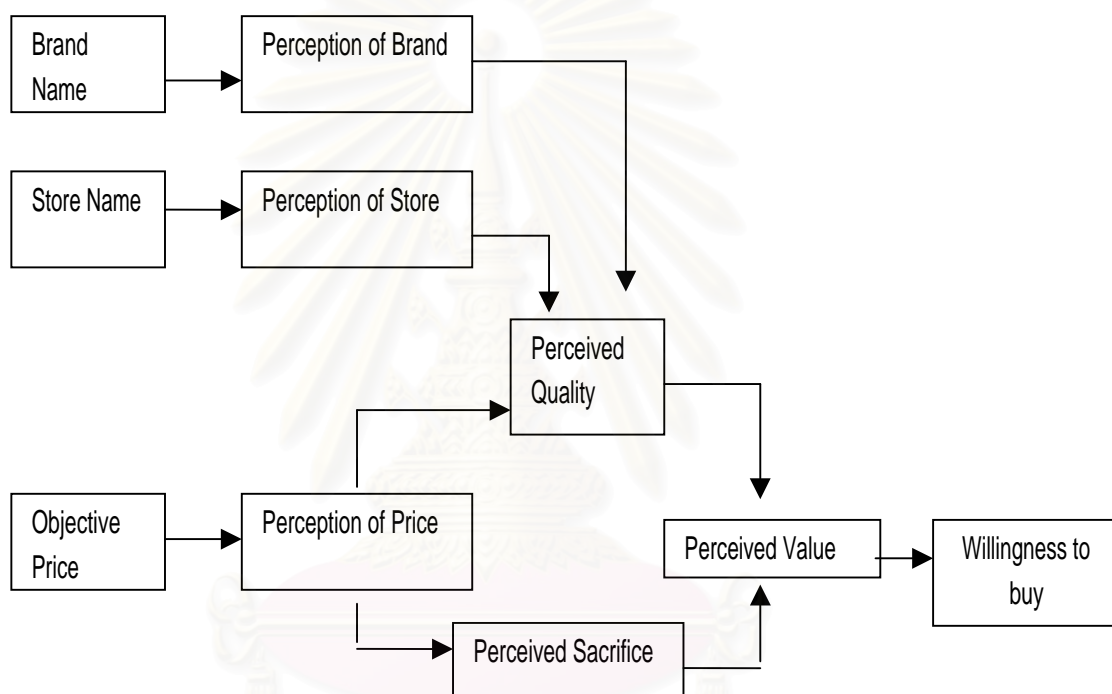 Brand
Name
Perception of Brand
Store Name
Perception of Store
Perceived
Quality
Objective
Price
Perception of Price
Perceived Value
Willingness to
buy
Perceived Sacrifice